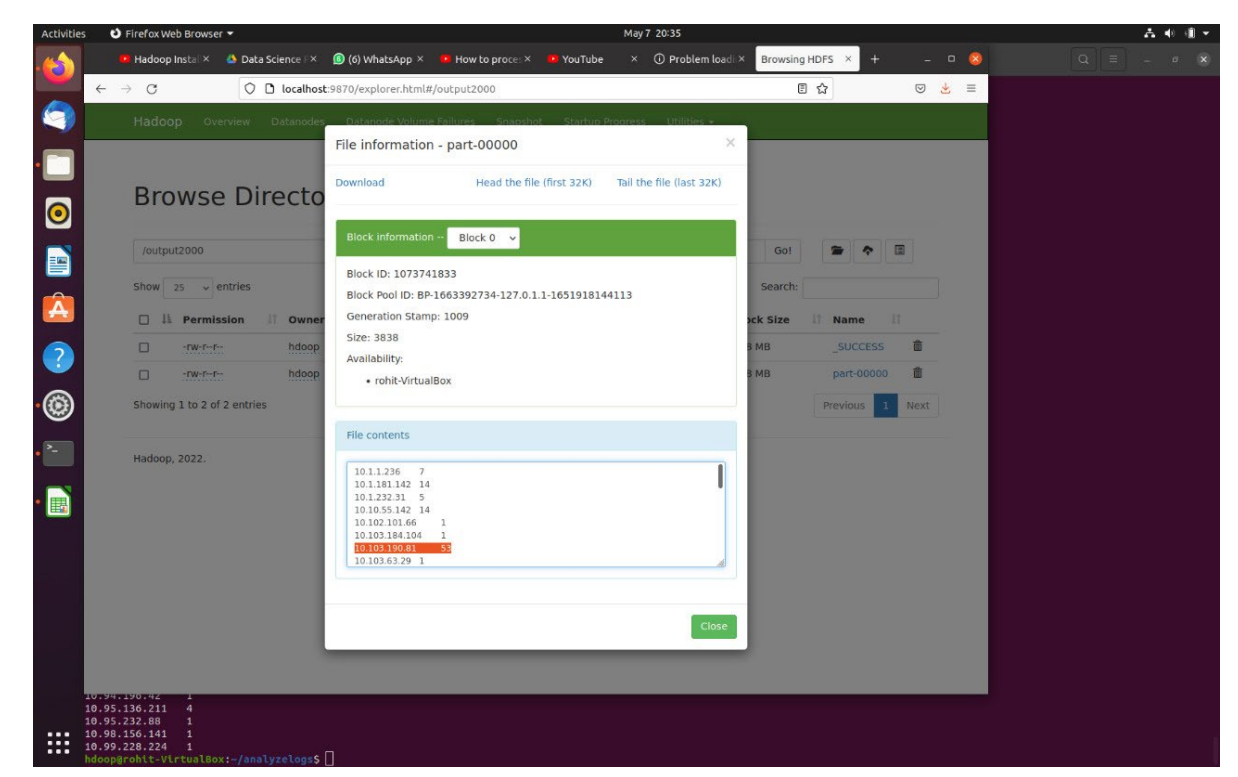 Activities Firefox Web Browser May 7 20:35
Hadoop Instal Data Science F (6) WhatsApp How to proces YouTube Problem loadi Browsing HDFS
localhost:9870/explorer.html#/output2000
Hadoop Overview Datanodes Datanode Volume Failures Snapshot Startup Progress Utilities
File information - part-00000
Download Head the file (first 32K) Tail the file (last 32K)
Browse Directo
Block information -- Block 0
/output2000 Go!
Block ID: 1073741833
Show 25 entries Search:
Block Pool ID: BP-1663392734-127.0.1.1-1651918144113
Generation Stamp: 1009
Permission Owner ock Size Name
Size: 3838
-rw-r--r-- hdoop 8 MB _SUCCESS
Availability:
-rw-r--r-- hdoop 8 MB part-00000
• rohit-VirtualBox
Showing 1 to 2 of 2 entries Previous 1 Next
File contents
Hadoop, 2022.
10.1.1.236 7
10.1.181.142 14
10.1.232.31 5
10.10.55.142 14
10.102.101.66 1
10.103.184.104 1
10.103.190.81 53
10.103.63.29 1
Close
10.94.196.42 1
10.95.136.211 4
10.95.232.88 1
10.98.156.141 1
10.99.228.224 1
hdoop@rohit-VirtualBox:~/analyzelogs$